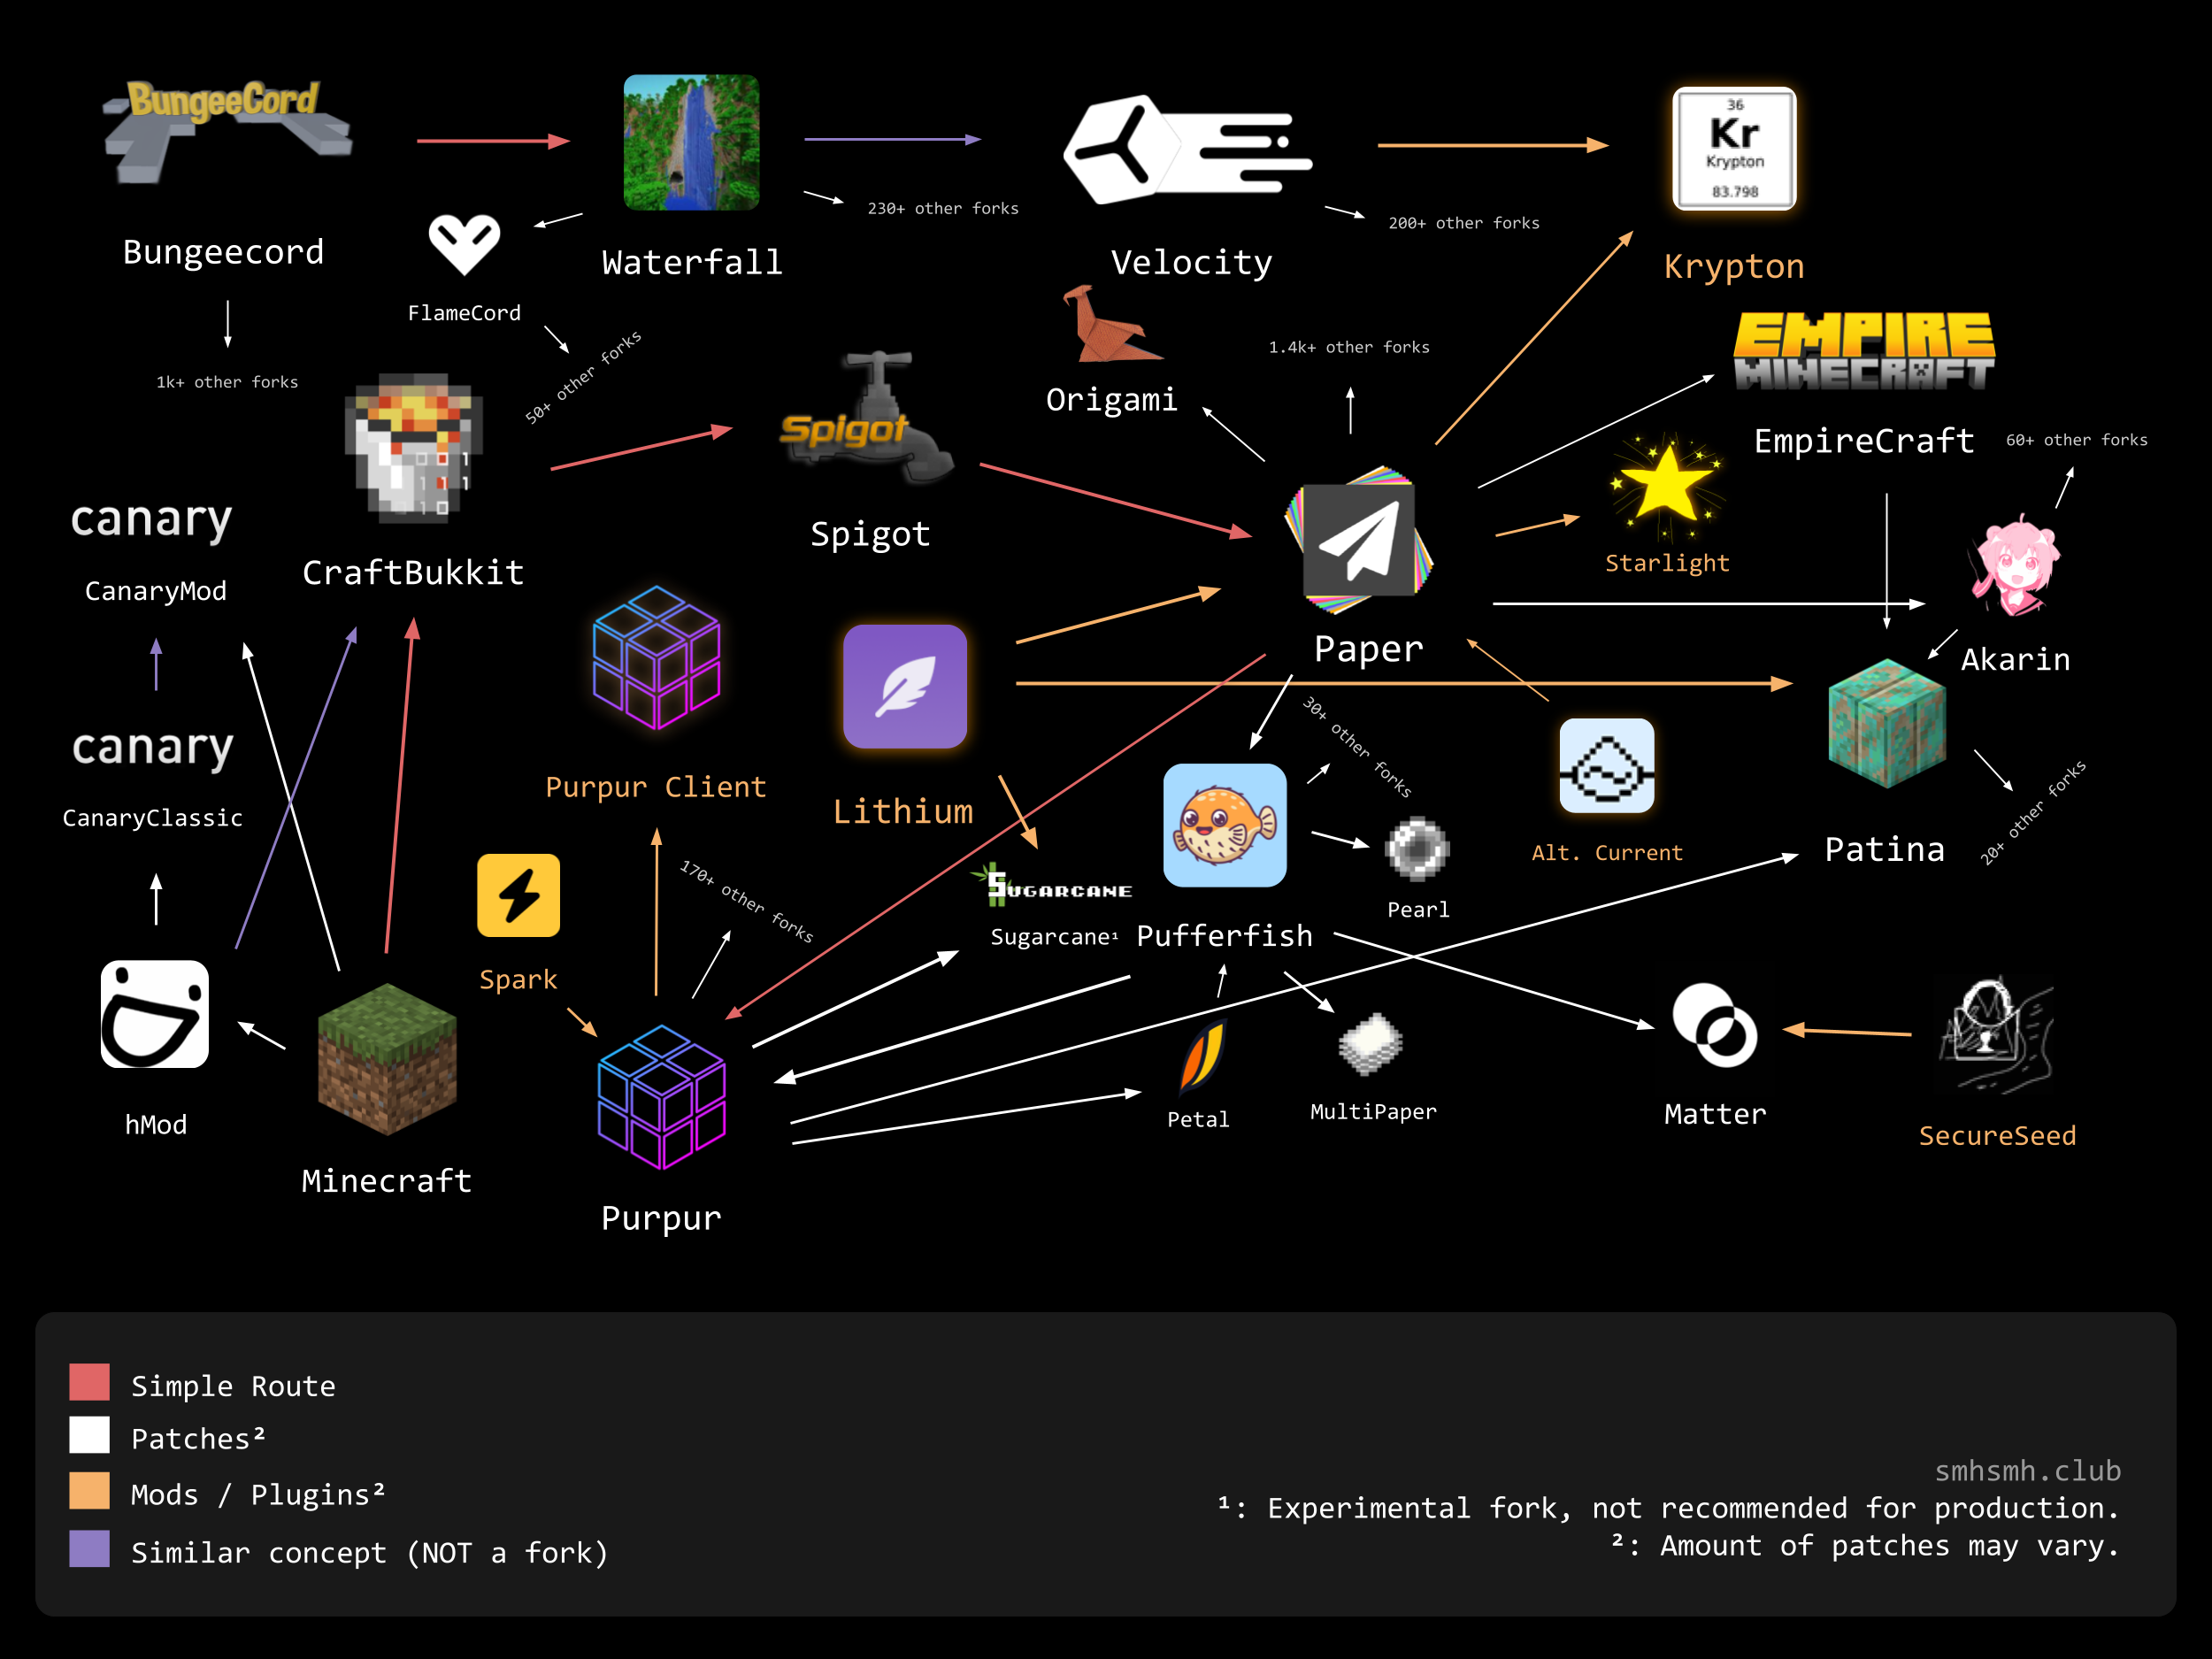 BungeeCord
36
Kr
Krypton
83.798
230+ other forks
200+ other forks
Bungeecord
Waterfall
Velocity
Krypton
FlameCord
EMPIRE
MINECRAFT
1k+ other forks
50+ other forks
1.4k+ other forks
Origami
Spigot
EmpireCraft
60+ other forks
canary
CanaryMod
CraftBukkit
Spigot
Starlight
Paper
Akarin
30+ other forks
canary
CanaryClassic
Purpur Client
Lithium
Alt. Current
Patina
20+ other forks
170+ other forks
SUGARCANE
Sugarcane¹
Pufferfish
Pearl
Spark
hMod
Minecraft
Purpur
Petal
MultiPaper
Matter
SecureSeed
Simple Route
Patches²
Mods / Plugins²
Similar concept (NOT a fork)
smhsmh.club
¹: Experimental fork, not recommended for production.
²: Amount of patches may vary.